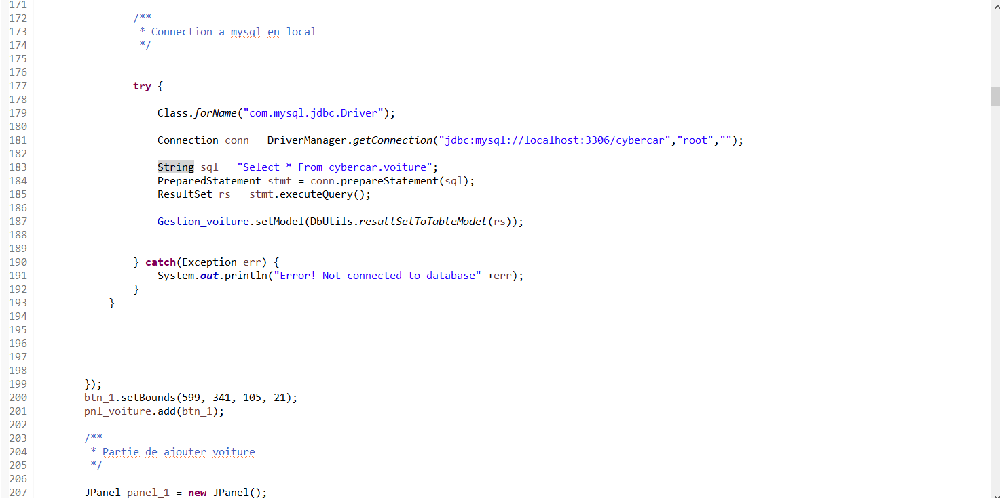 171
172 /**
173 * Connection a mysql en local
174 */
175
176
177 try {
178
179 Class.forName("com.mysql.jdbc.Driver");
180
181 Connection conn = DriverManager.getConnection("jdbc:mysql://localhost:3306/cybercar","root","");
182
183 String sql = "Select * From cybercar.voiture";
184 PreparedStatement stmt = conn.prepareStatement(sql);
185 ResultSet rs = stmt.executeQuery();
186
187 Gestion_voiture.setModel(DbUtils.resultSetToTableModel(rs));
188
189
190 } catch(Exception err) {
191 System.out.println("Error! Not connected to database" +err);
192 }
193 }
194
195
196
197
198
199 });
200 btn_1.setBounds(599, 341, 105, 21);
201 pnl_voiture.add(btn_1);
202
203 /**
204 * Partie de ajouter voiture
205 */
206
207 JPanel panel_1 = new JPanel();